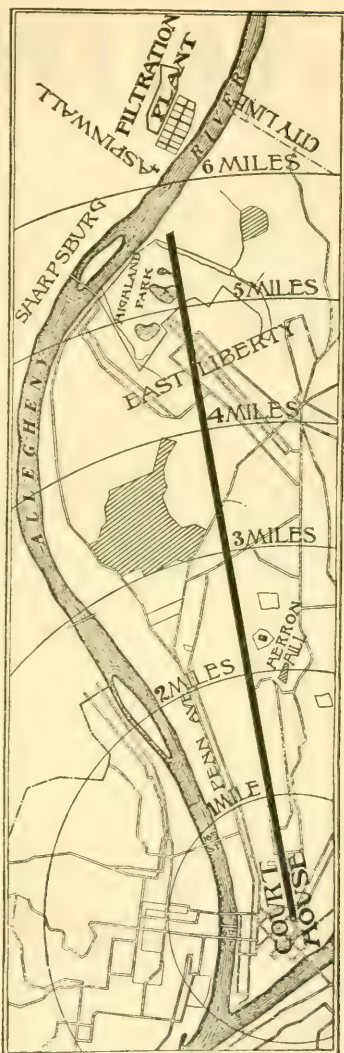 ASPINWALL
FILTRATION
PLANT
RIVER
CITY LINE
6 MILES
SHARPSBURG
HIGHLAND
PARK
5 MILES
EAST LIBERTY
ALLEGHENY
4 MILES
3 MILES
HERRON
HILL
2 MILES
PENN AVE
1 MILE
COURT
HOUSE